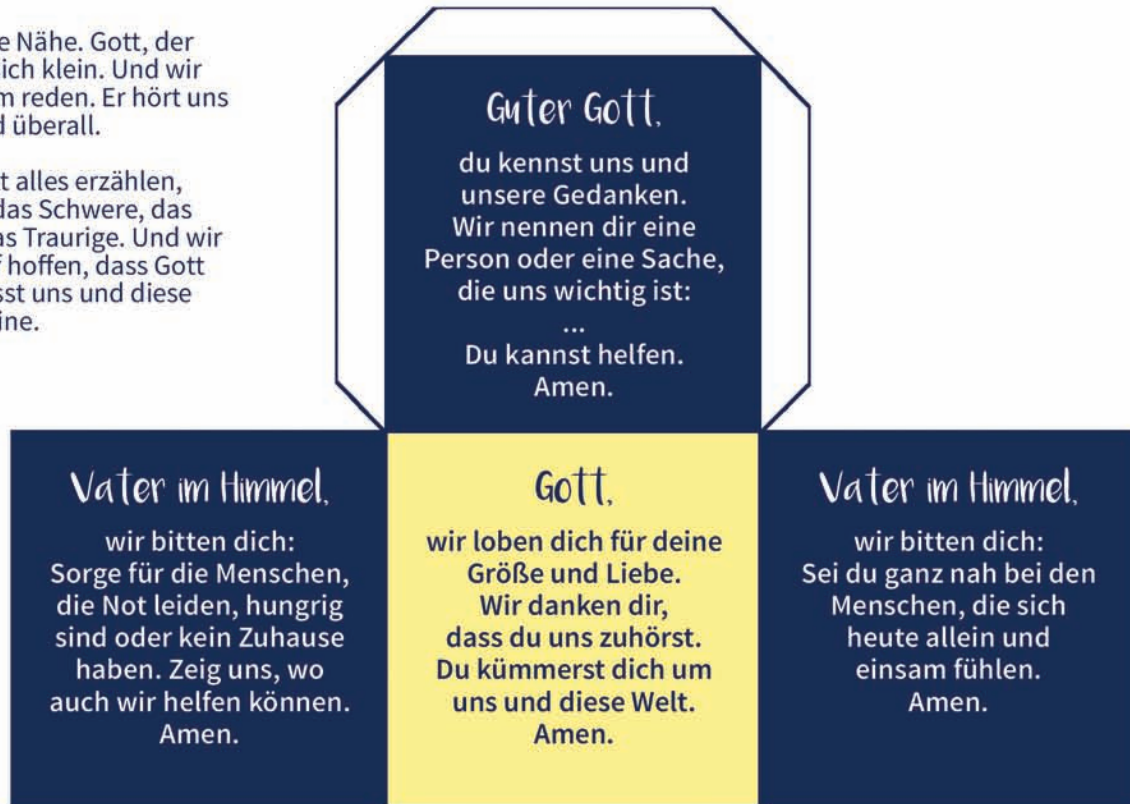 e Nähe. Gott, der
ich klein. Und wir
m reden. Er hört uns
d überall.
t alles erzählen,
das Schwere, das
as Traurige. Und wir
f hoffen, dass Gott
sst uns und diese
ine.
Guter Gott,
du kennst uns und
unsere Gedanken.
Wir nennen dir eine
Person oder eine Sache,
die uns wichtig ist:
...
Du kannst helfen.
Amen.
Vater im Himmel,
wir bitten dich:
Sorge für die Menschen,
die Not leiden, hungrig
sind oder kein Zuhause
haben. Zeig uns, wo
auch wir helfen können.
Amen.
Gott,
wir loben dich für deine
Größe und Liebe.
Wir danken dir,
dass du uns zuhörst.
Du kümmerst dich um
uns und diese Welt.
Amen.
Vater im Himmel,
wir bitten dich:
Sei du ganz nah bei den
Menschen, die sich
heute allein und
einsam fühlen.
Amen.